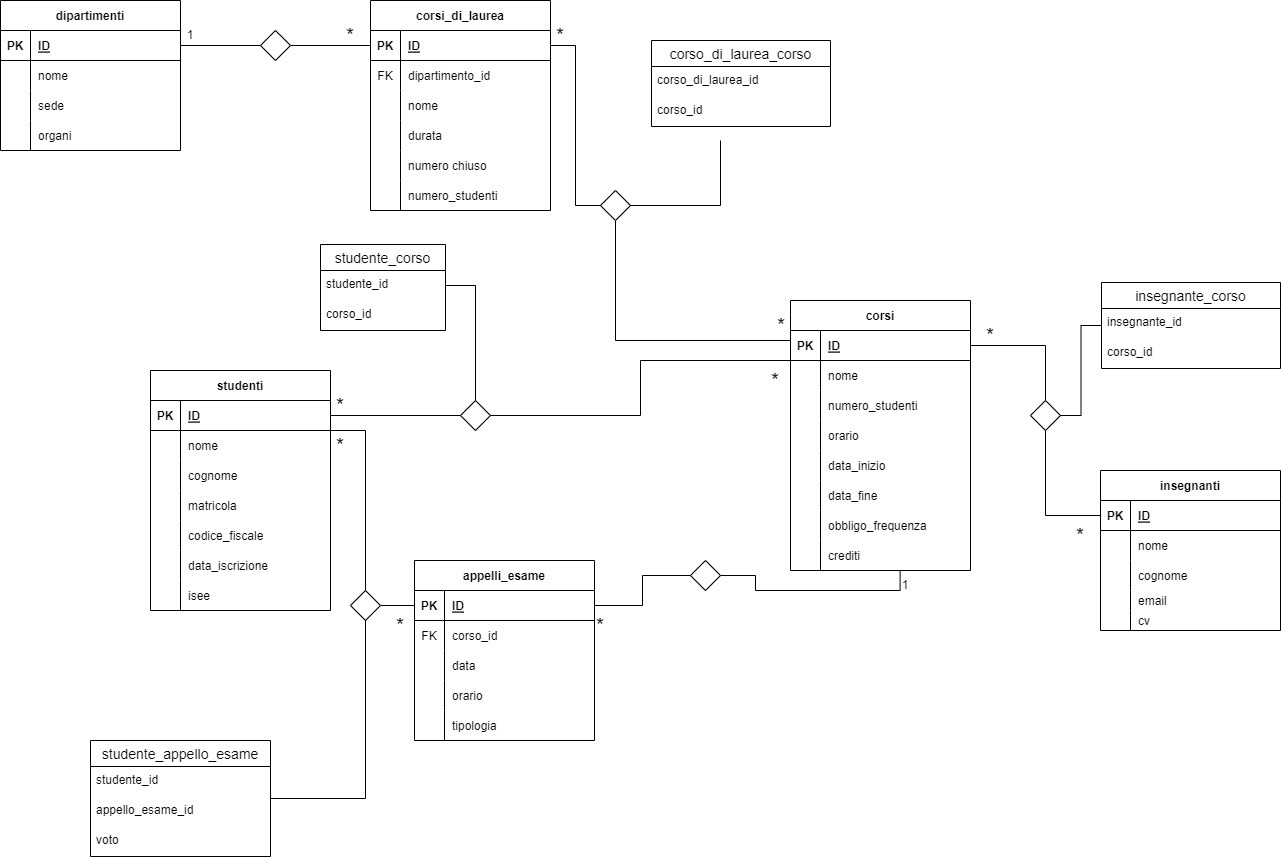 dipartimenti
PK ID
nome
sede
organi
1
*
corsi_di_laurea
PK ID
FK dipartimento_id
nome
durata
numero chiuso
numero_studenti
*
corso_di_laurea_corso
corso_di_laurea_id
corso_id
studente_corso
studente_id
corso_id
*
corsi
PK ID
nome
numero_studenti
orario
data_inizio
data_fine
obbligo_frequenza
crediti
*
*
1
insegnante_corso
insegnante_id
corso_id
studenti
PK ID
nome
cognome
matricola
codice_fiscale
data_iscrizione
isee
*
*
insegnanti
PK ID
nome
cognome
email
cv
*
appelli_esame
PK ID
FK corso_id
data
orario
tipologia
*
*
studente_appello_esame
studente_id
appello_esame_id
voto